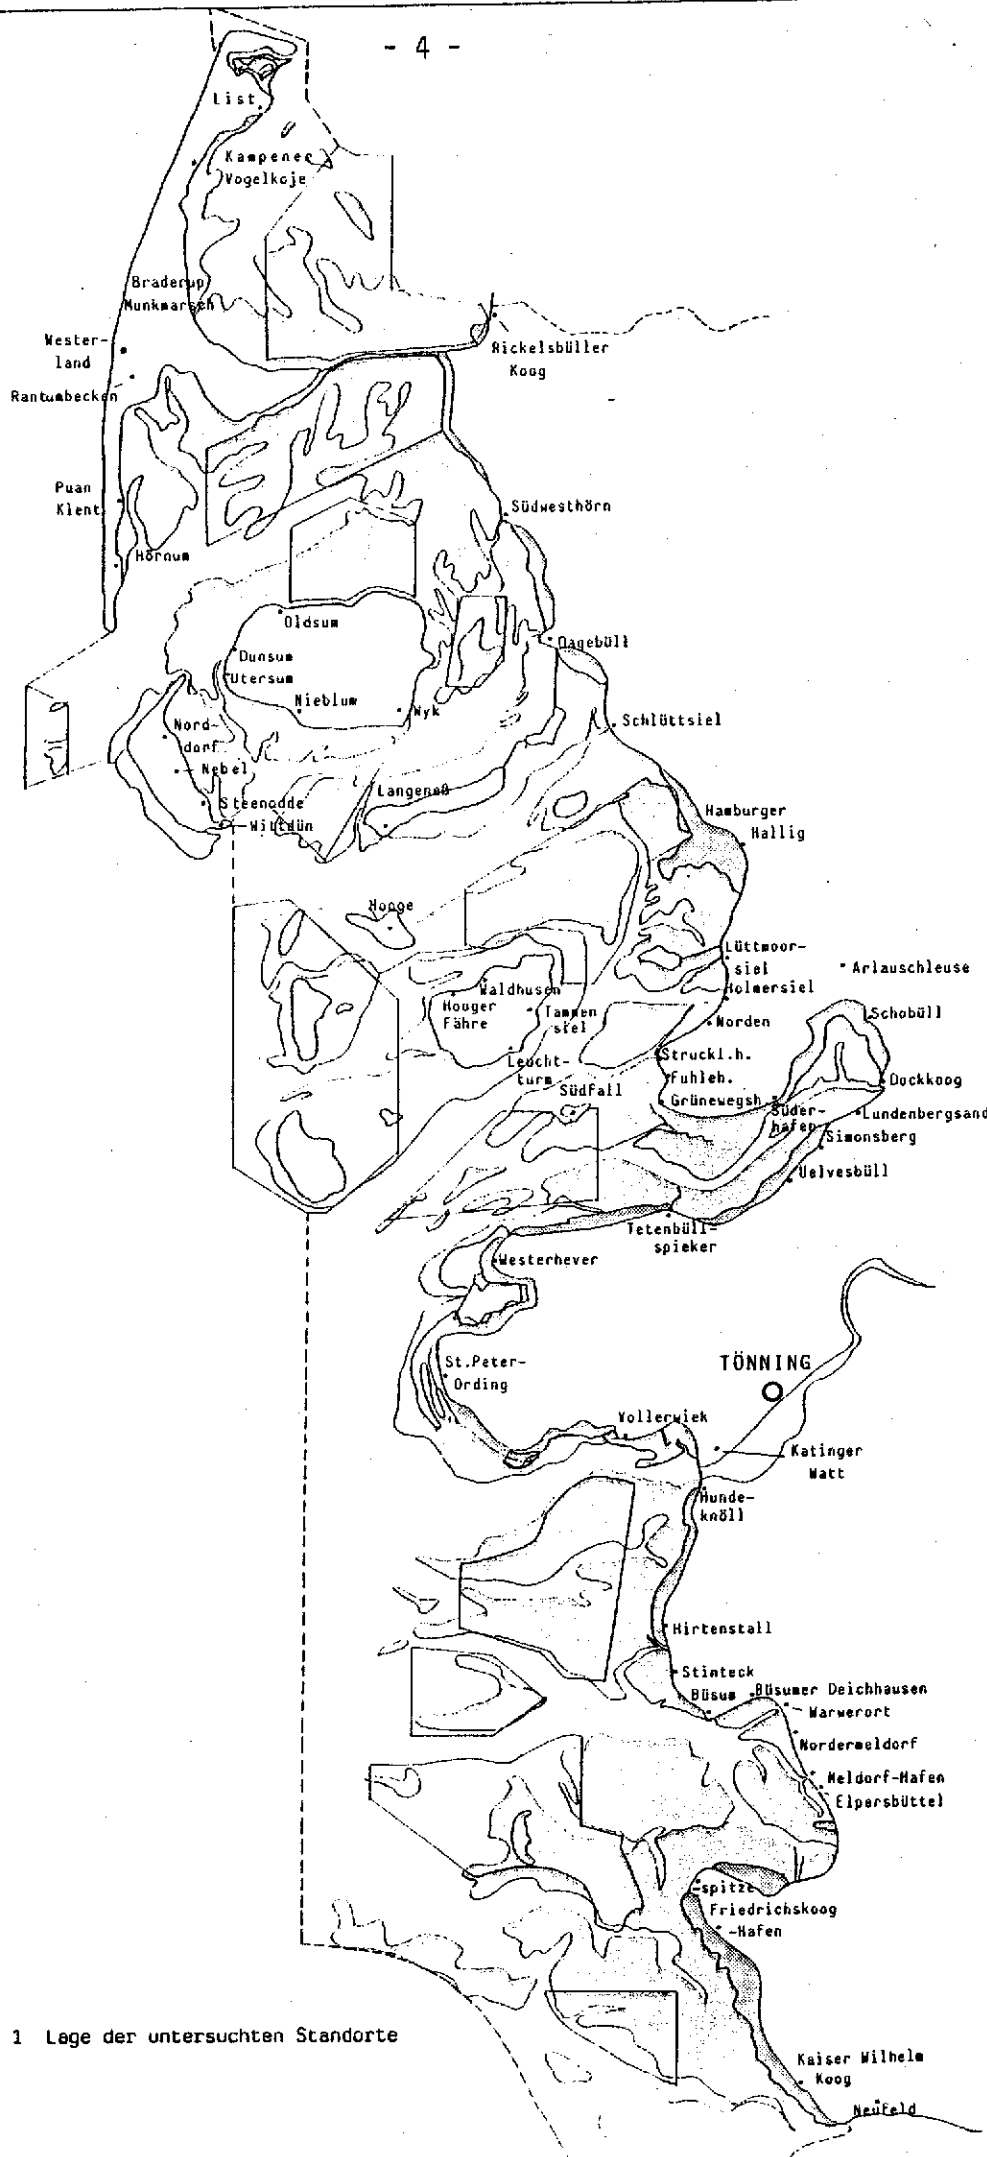 - 4 -
List
Kampener
Vogelkoje
Braderup
Munkmarsch
Wester-
land
Rickelsbüller
Koog
Rantumbecken
Puan
Klent
Südwesthörn
Hörnum
Oldsum
Dagebüll
Dunsum
Utersum
Nieblum
Wyk
Schlüttsiel
Nord-
dorf
Nebel
Langeneß
Steenodde
Wittdün
Hamburger
Hallig
Hooge
Lüttmoor-
siel
Arlauschleuse
Holmersiel
Waldhusen
Hooger
Fähre
Tammen
siel
Norden
Schobüll
Leucht-
turm
Struckl.h.
Fuhleh.
Dockkoog
Südfall
Grünewegsh.
Süder-
hafen
Lundenbergsand
Simonsberg
Uelvesbüll
Tetenbüll-
spieker
Westerhever
St.Peter-
Ording
TÖNNING
Vollerwiek
Katinger
Watt
Hunde-
knöll
Hirtenstall
Stinteck
Büsum
Büsumer Deichhausen
Warwerort
Nordermeldorf
Meldorf-Hafen
Elpersbüttel
-spitze
Friedrichskoog
-Hafen
1 Lage der untersuchten Standorte
Kaiser Wilhelm
Koog
Neufeld